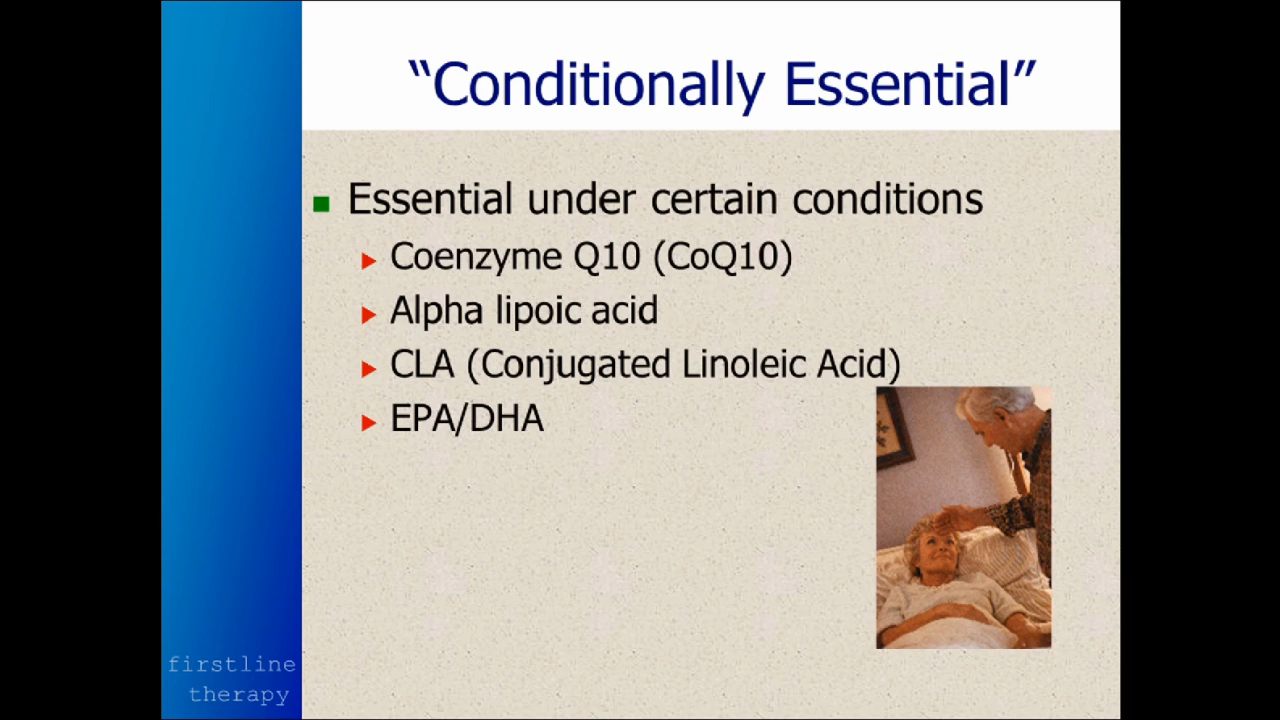 “Conditionally Essential”
Essential under certain conditions
Coenzyme Q10 (CoQ10)
Alpha lipoic acid
CLA (Conjugated Linoleic Acid)
EPA/DHA
firstline
therapy